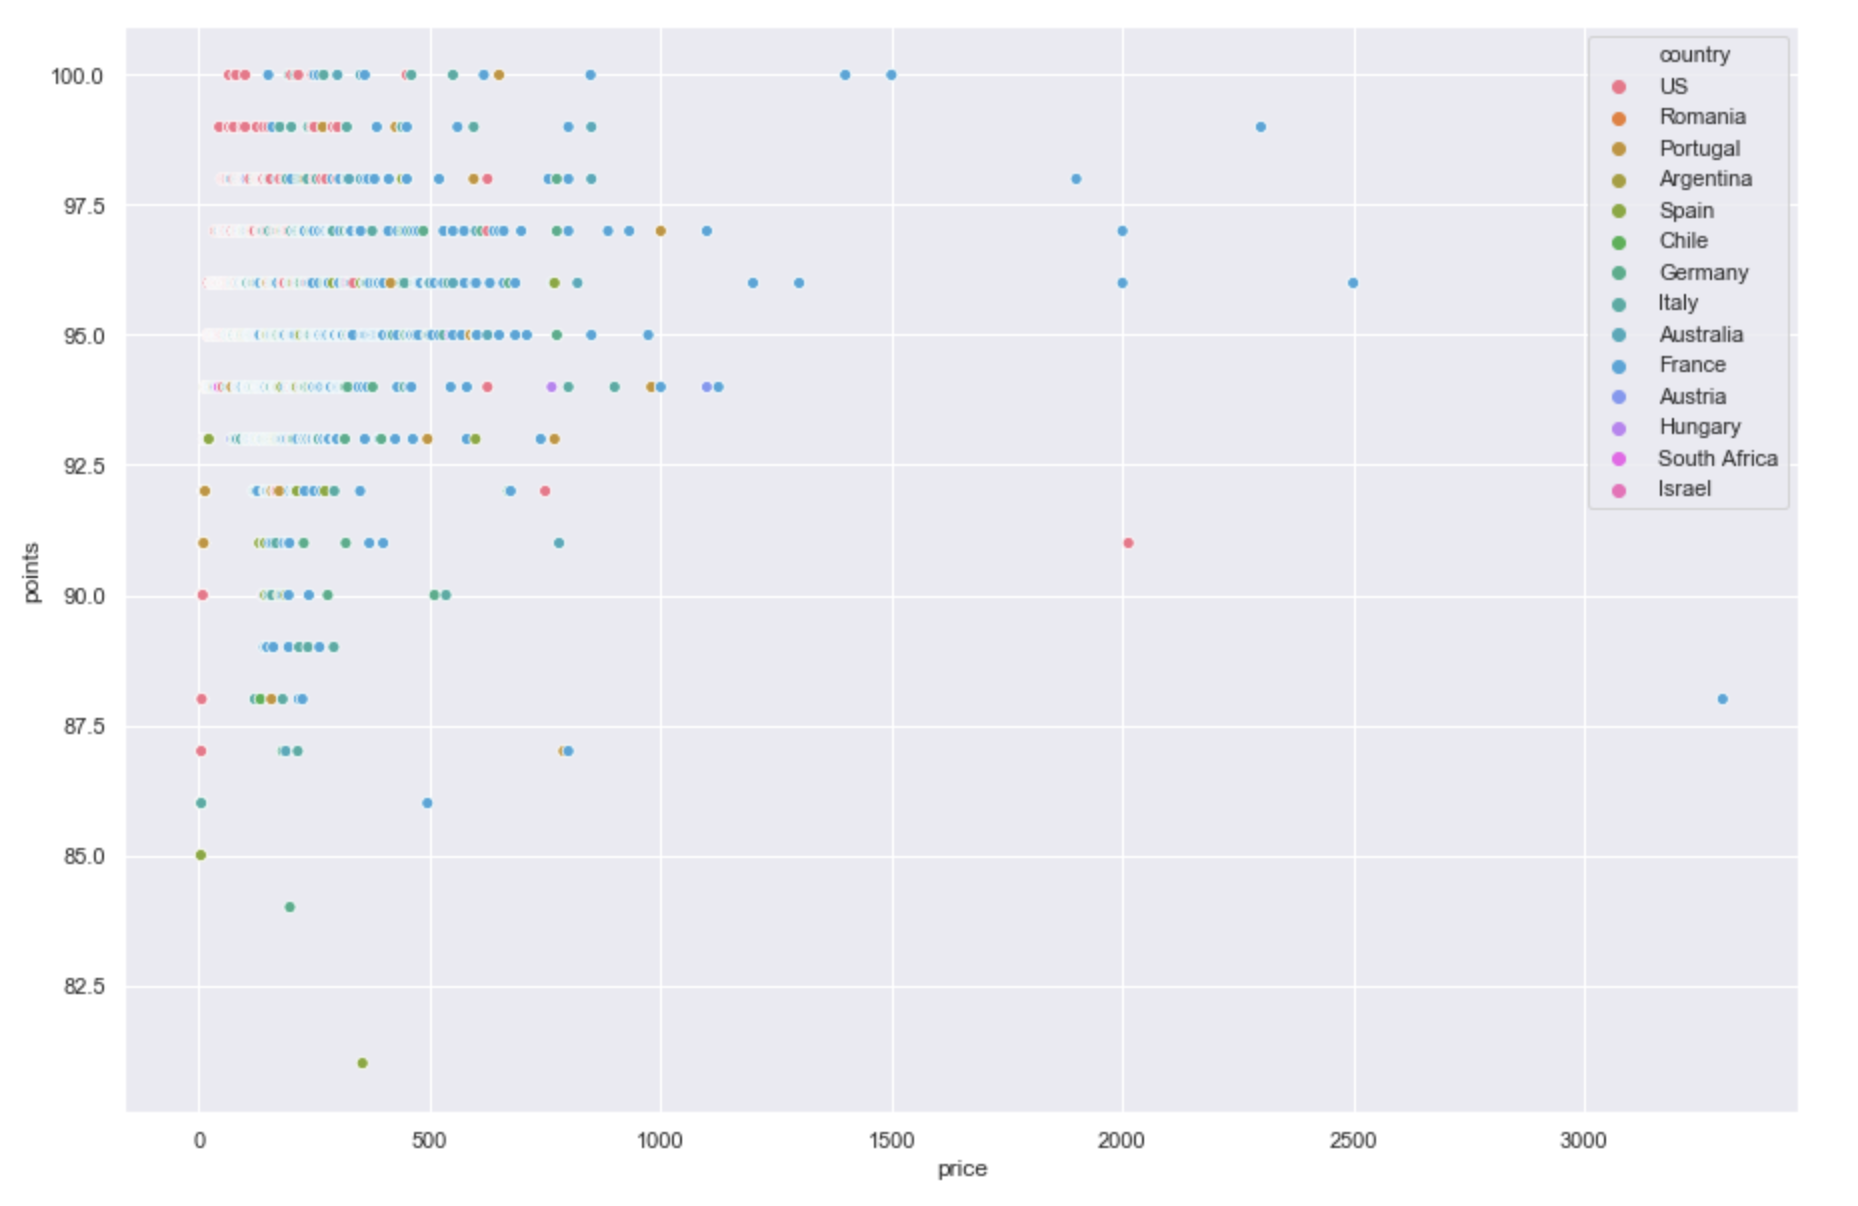 100.0
97.5
95.0
92.5
90.0
87.5
85.0
82.5
points
0 500 1000 1500 2000 2500 3000
price
country
US
Romania
Portugal
Argentina
Spain
Chile
Germany
Italy
Australia
France
Austria
Hungary
South Africa
Israel